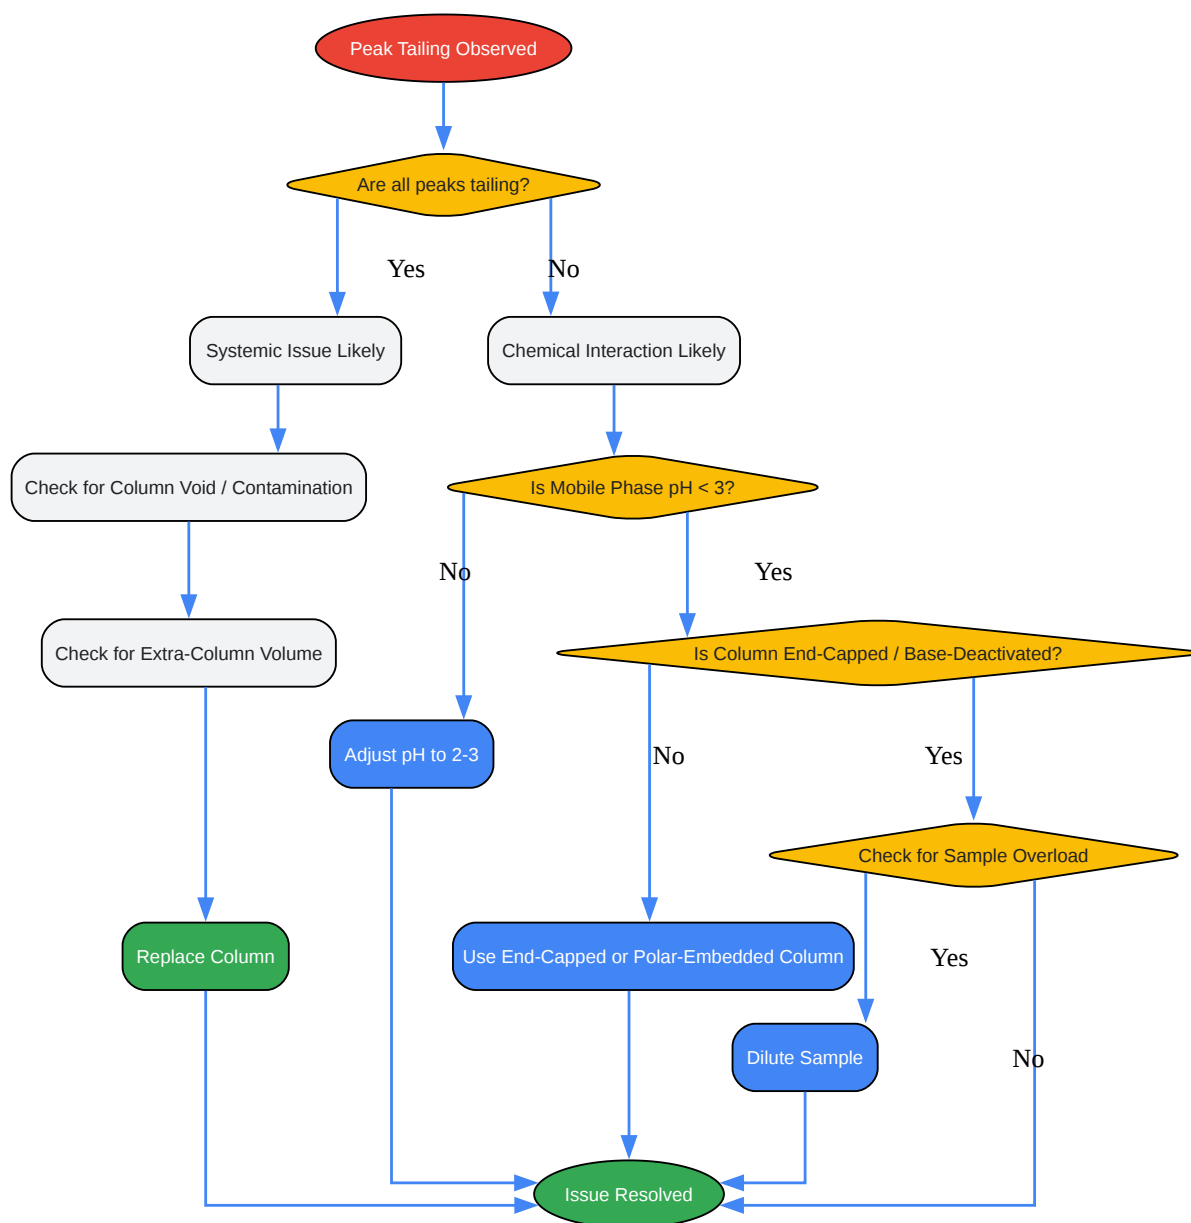 Peak Tailing Observed
Are all peaks tailing?
Yes
No
Systemic Issue Likely
Chemical Interaction Likely
Check for Column Void / Contamination
Is Mobile Phase pH < 3?
No
Yes
Check for Extra-Column Volume
Is Column End-Capped / Base-Deactivated?
Adjust pH to 2-3
No
Yes
Check for Sample Overload
Replace Column
Use End-Capped or Polar-Embedded Column
Yes
Dilute Sample
No
Issue Resolved